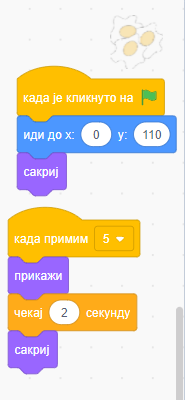 када је кликнуто на
иди до x: 0 y: 110
сакриј
када примим 5
прикажи
чекај 2 секунду
сакриј